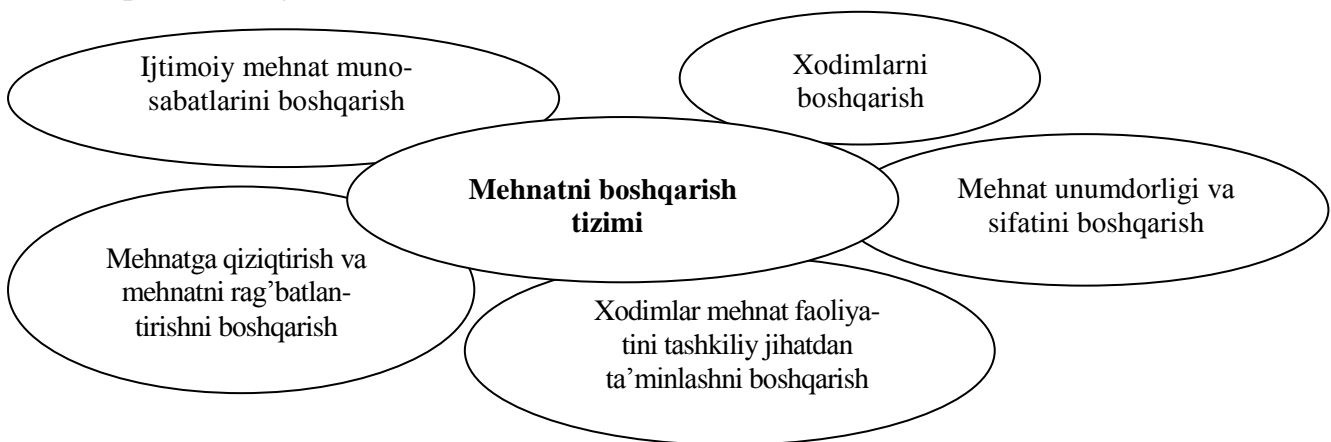 Ijtimoiy mehnat muno-
sabatlarini boshqarish
Xodimlarni
boshqarish
Mehnatni boshqarish
tizimi
Mehnat unumdorligi va
sifatini boshqarish
Mehnatga qiziqtirish va
mehnatni rag’batlan-
tirishni boshqarish
Xodimlar mehnat faoliya-
tini tashkiliy jihatdan
ta’minlashni boshqarish